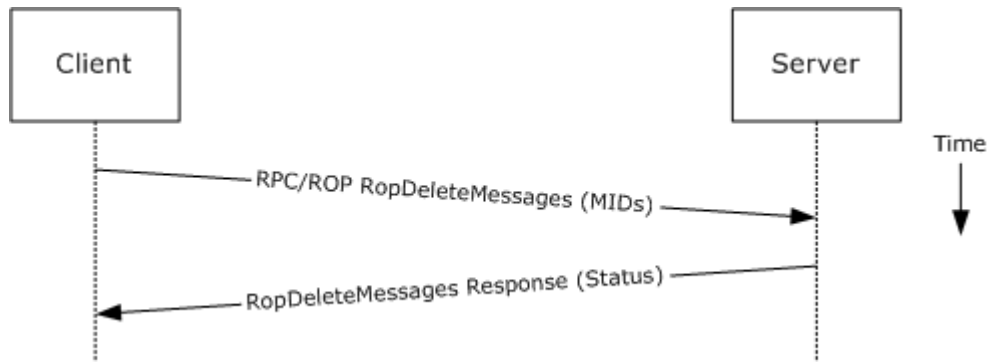 Client
Server
Time
RPC/ROP RopDeleteMessages (MIDs)
RopDeleteMessages Response (Status)